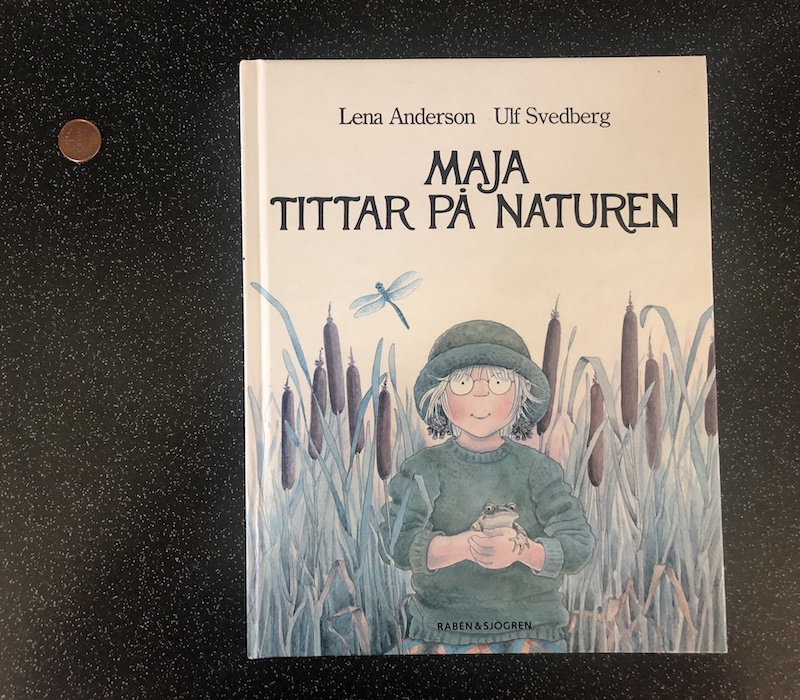 Lena Anderson Ulf Svedberg
MAJA
TITTAR PÅ NATUREN
RABÉN & SJÖGREN